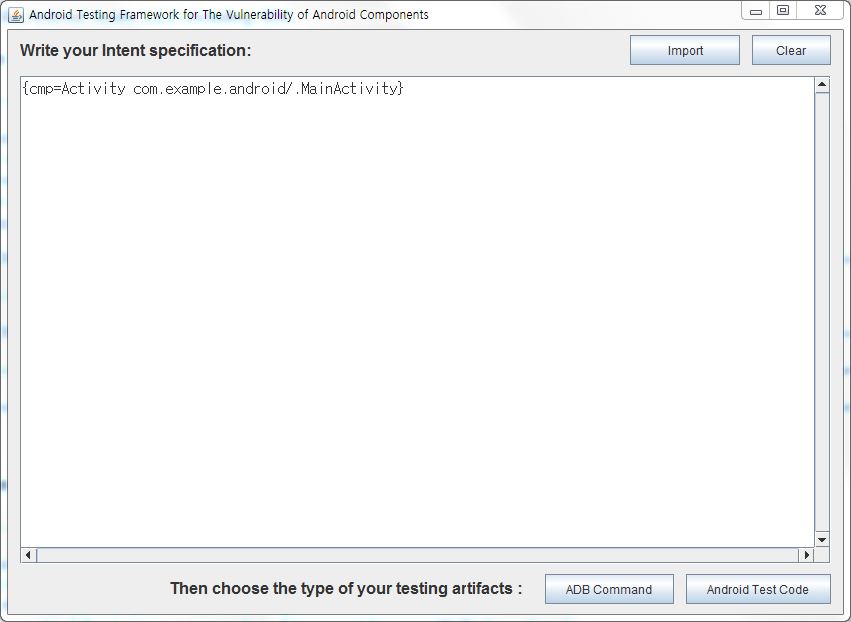 Android Testing Framework for The Vulnerability of Android Components
Write your Intent specification:
Import
Clear
{cmp=Activity com.example.android/.MainActivity}
Then choose the type of your testing artifacts :
ADB Command
Android Test Code